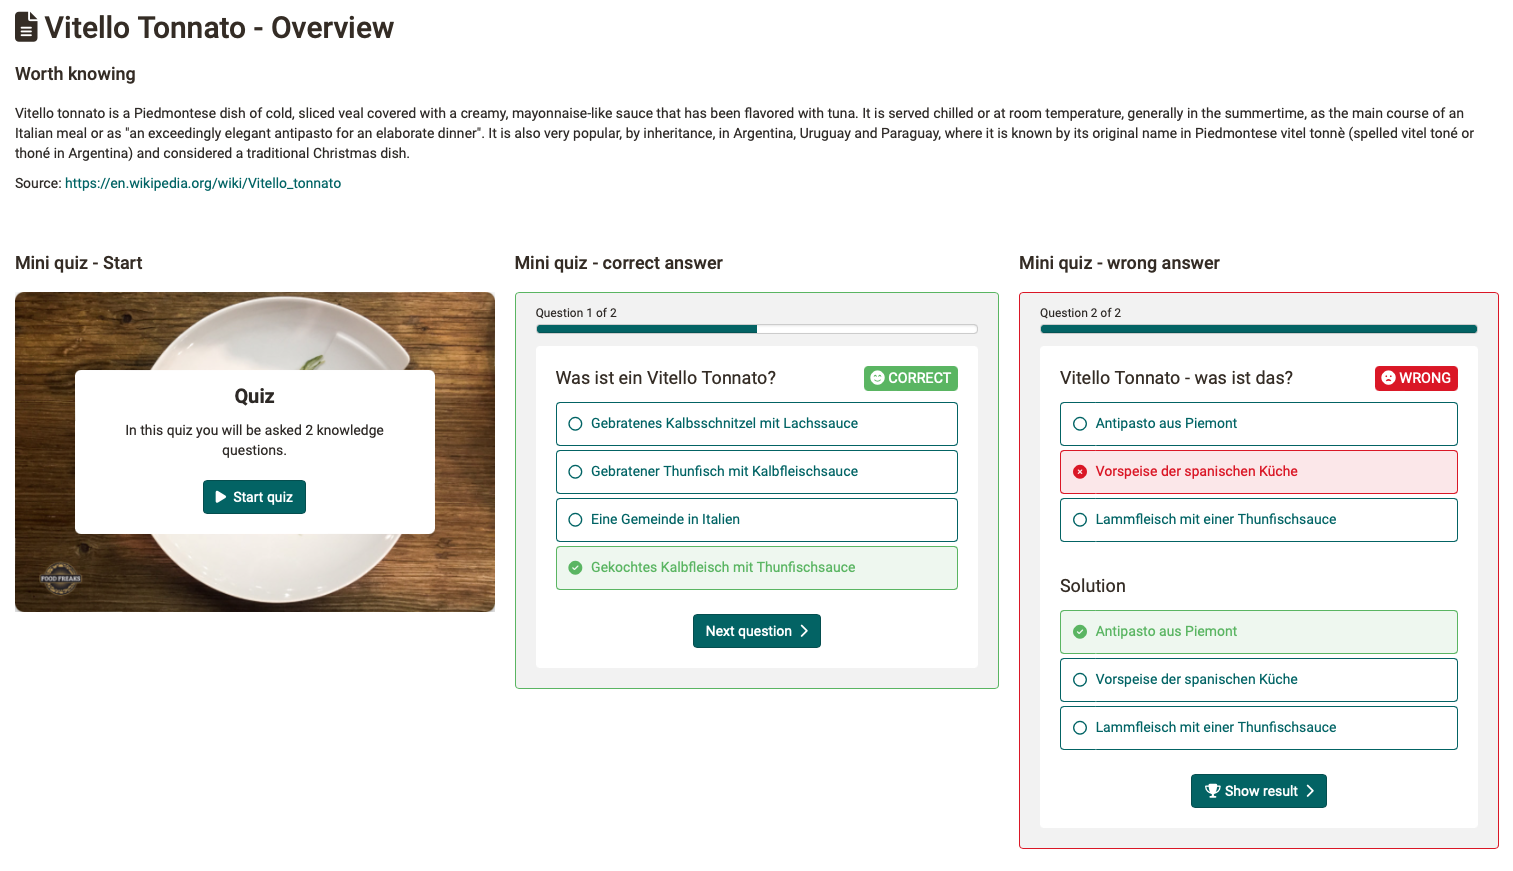 Vitello Tonnato - Overview
Worth knowing
Vitello tonnato is a Piedmontese dish of cold, sliced veal covered with a creamy, mayonnaise-like sauce that has been flavored with tuna. It is served chilled or at room temperature, generally in the summertime, as the main course of an
Italian meal or as "an exceedingly elegant antipasto for an elaborate dinner". It is also very popular, by inheritance, in Argentina, Uruguay and Paraguay, where it is known by its original name in Piedmontese vitel tonnè (spelled vitel toné or
thoné in Argentina) and considered a traditional Christmas dish.
Source: https://en.wikipedia.org/wiki/Vitello_tonnato
Mini quiz - Start
Quiz
In this quiz you will be asked 2 knowledge
questions.
Start quiz
FOOD FREAKS
Mini quiz - correct answer
Question 1 of 2
Was ist ein Vitello Tonnato?
CORRECT
Gebratenes Kalbsschnitzel mit Lachssauce
Gebratener Thunfisch mit Kalbfleischsauce
Eine Gemeinde in Italien
Gekochtes Kalbfleisch mit Thunfischsauce
Next question
Mini quiz - wrong answer
Question 2 of 2
Vitello Tonnato - was ist das?
WRONG
Antipasto aus Piemont
Vorspeise der spanischen Küche
Lammfleisch mit einer Thunfischsauce
Solution
Antipasto aus Piemont
Vorspeise der spanischen Küche
Lammfleisch mit einer Thunfischsauce
Show result